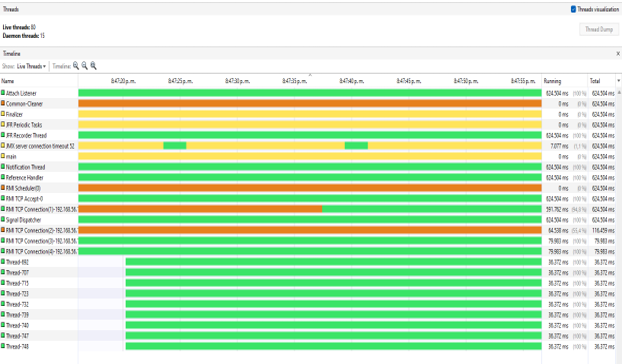 Threads
Threads visualization
Live threads: 80
Daemon threads: 13
Thread Dump
Timeline x
Show: Live Threads Timeline:
Name 8:47:20 p. m. 8:47:25 p. m. 8:47:30 p. m. 8:47:35 p. m. 8:47:40 p. m. 8:47:45 p. m. 8:47:50 p. m. 8:47:55 p. m. Running Total
Attach Listener 624.504 ms (100 %) 624.504 ms
Common-Cleaner 0 ms (0 %) 624.504 ms
Finalizer 0 ms (0 %) 624.504 ms
JFR Periodic Tasks 0 ms (0 %) 624.504 ms
JFR Recorder Thread 624.504 ms (100 %) 624.504 ms
JMX server connection timeout 52 7.077 ms (1,1 %) 624.504 ms
main 0 ms (0 %) 624.504 ms
Notification Thread 624.504 ms (100 %) 624.504 ms
Reference Handler 624.504 ms (100 %) 624.504 ms
RMI Scheduler(0) 0 ms (0 %) 624.504 ms
RMI TCP Accept-0 624.504 ms (100 %) 624.504 ms
RMI TCP Connection(1)-192.168.56. 591.762 ms (94,8 %) 624.504 ms
Signal Dispatcher 624.504 ms (100 %) 624.504 ms
RMI TCP Connection(2)-192.168.56. 64.538 ms (55,4 %) 116.459 ms
RMI TCP Connection(3)-192.168.56. 79.983 ms (100 %) 79.983 ms
RMI TCP Connection(4)-192.168.56. 79.983 ms (100 %) 79.983 ms
Thread-692 36.372 ms (100 %) 36.372 ms
Thread-707 36.372 ms (100 %) 36.372 ms
Thread-715 36.372 ms (100 %) 36.372 ms
Thread-723 36.372 ms (100 %) 36.372 ms
Thread-732 36.372 ms (100 %) 36.372 ms
Thread-739 36.372 ms (100 %) 36.372 ms
Thread-740 36.372 ms (100 %) 36.372 ms
Thread-747 36.372 ms (100 %) 36.372 ms
Thread-748 36.372 ms (100 %) 36.372 ms